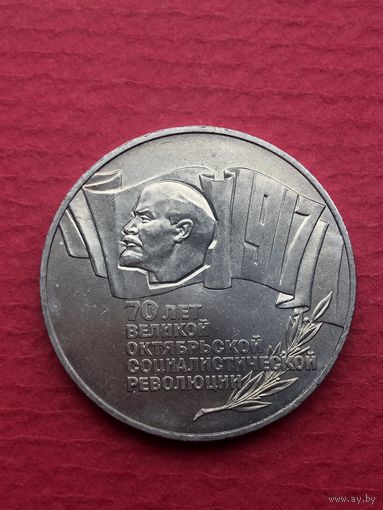 1917
70 ЛЕТ
ВЕЛИКОЙ
ОКТЯБРЬСКОЙ
СОЦИАЛИСТИЧЕСКОЙ
РЕВОЛЮЦИИ
www.ay.by